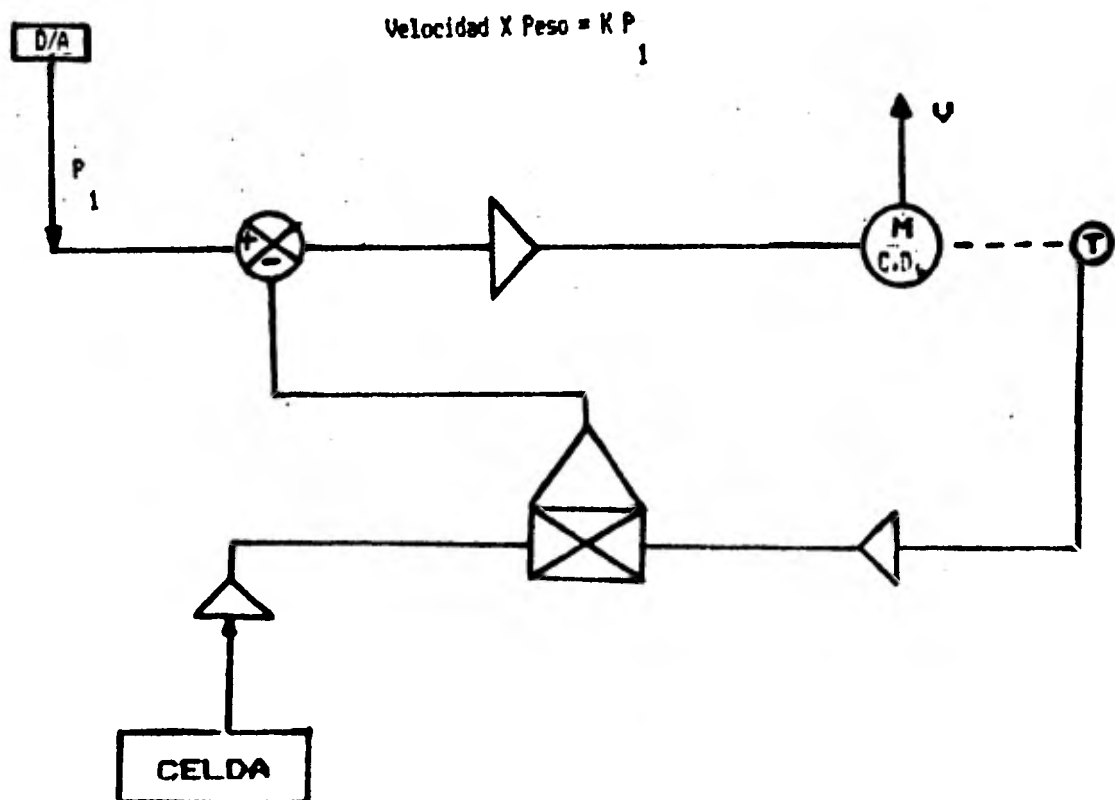 D/A
Velocidad X Peso = K P
1
P
1
+
-
V
M
C.D.
T
CELDA